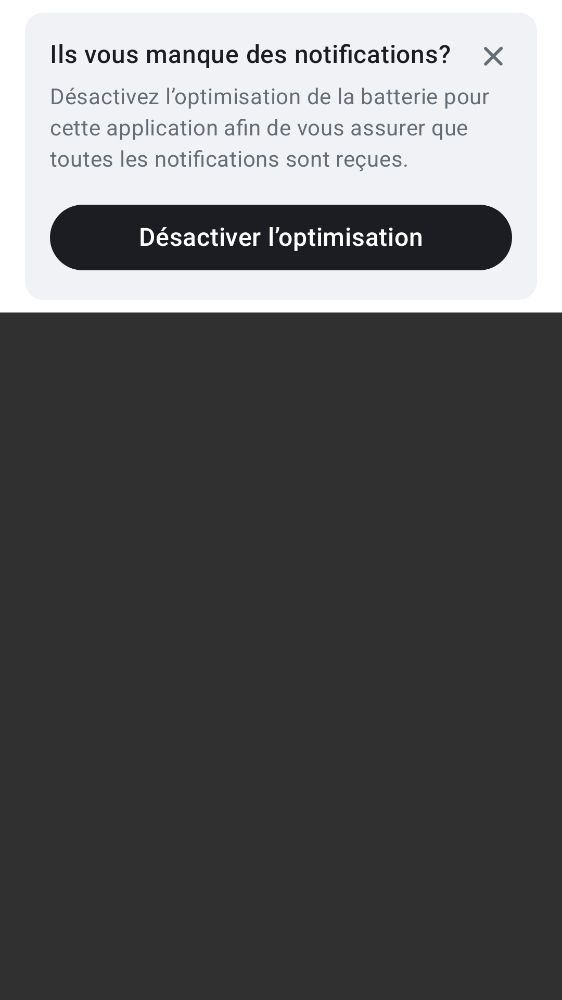 Ils vous manque des notifications?
Désactivez l’optimisation de la batterie pour
cette application afin de vous assurer que
toutes les notifications sont reçues.
Désactiver l’optimisation